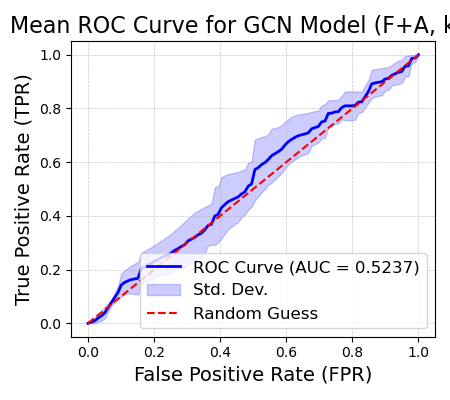 Mean ROC Curve for GCN Model (F+A, k
1.0
0.8
0.6
0.4
0.2
0.0
True Positive Rate (TPR)
ROC Curve (AUC = 0.5237)
Std. Dev.
Random Guess
0.0 0.2 0.4 0.6 0.8 1.0
False Positive Rate (FPR)